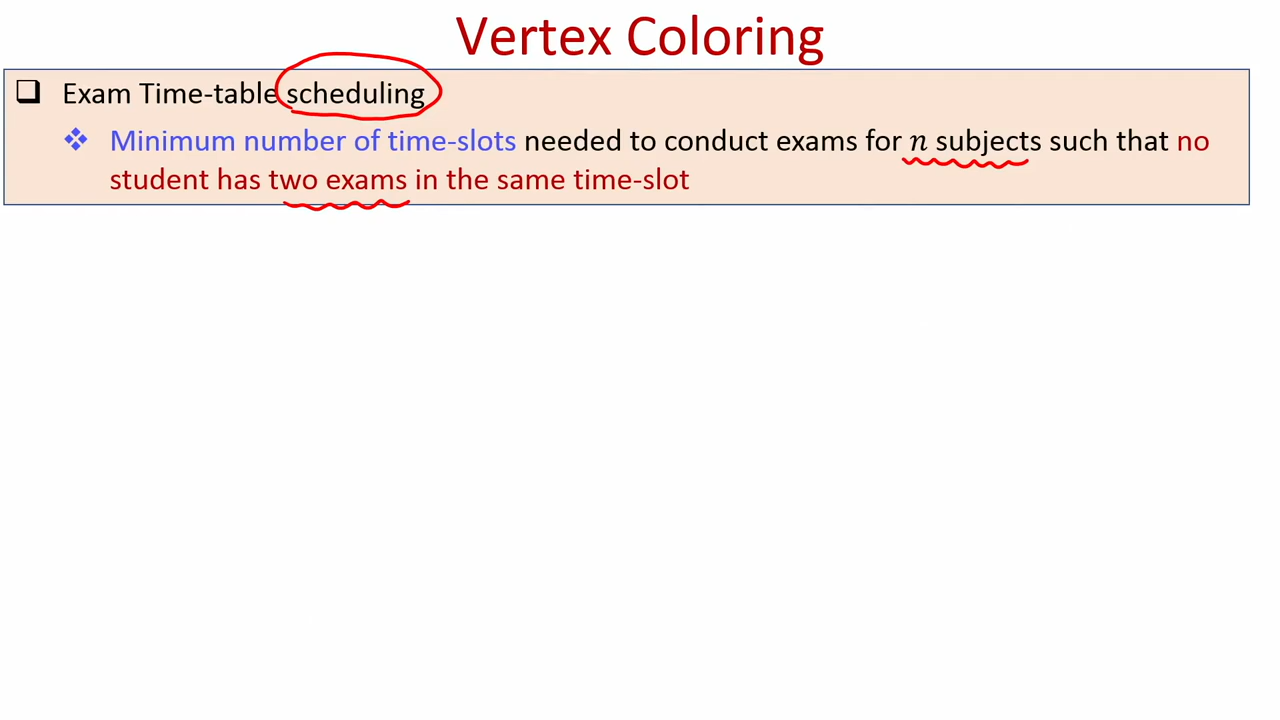 Vertex Coloring
Exam Time-table scheduling
Minimum number of time-slots needed to conduct exams for n subjects such that no
student has two exams in the same time-slot